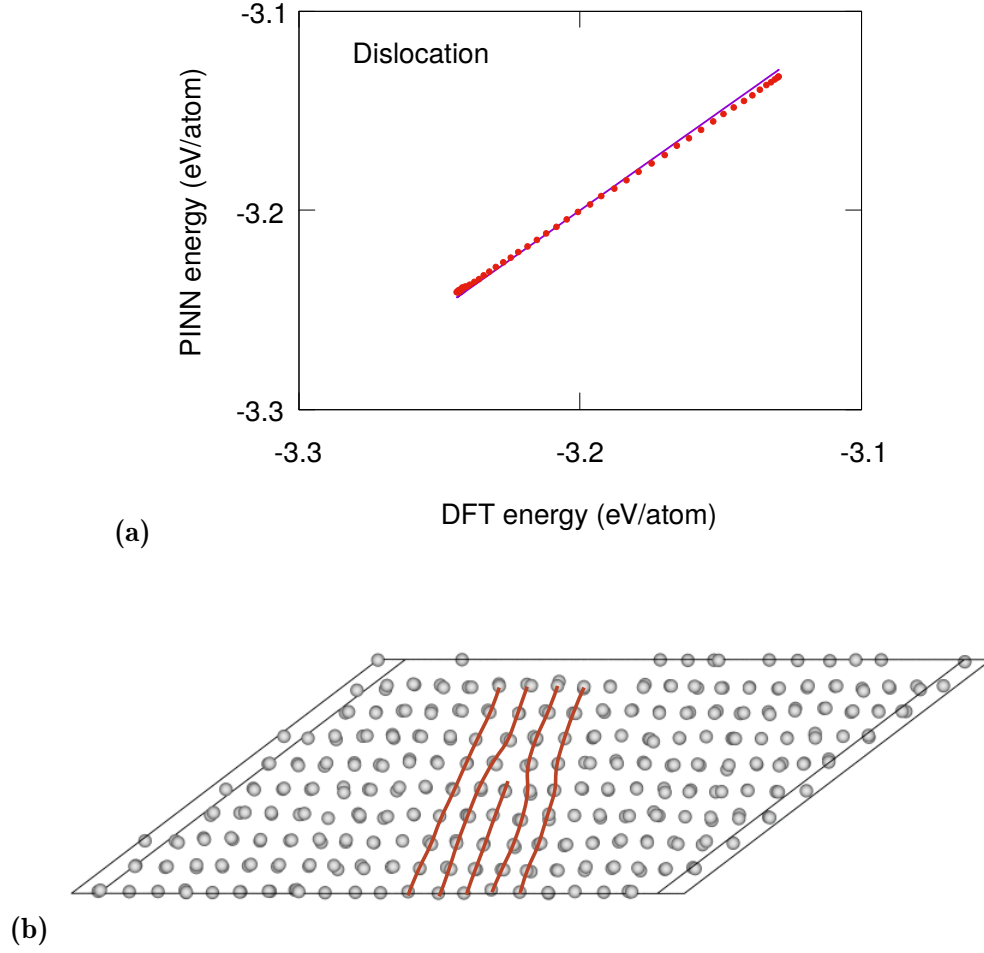 -3.1
Dislocation
PINN energy (eV/atom)
-3.2
-3.3
-3.3 -3.2 -3.1
DFT energy (eV/atom)
(a)
(b)